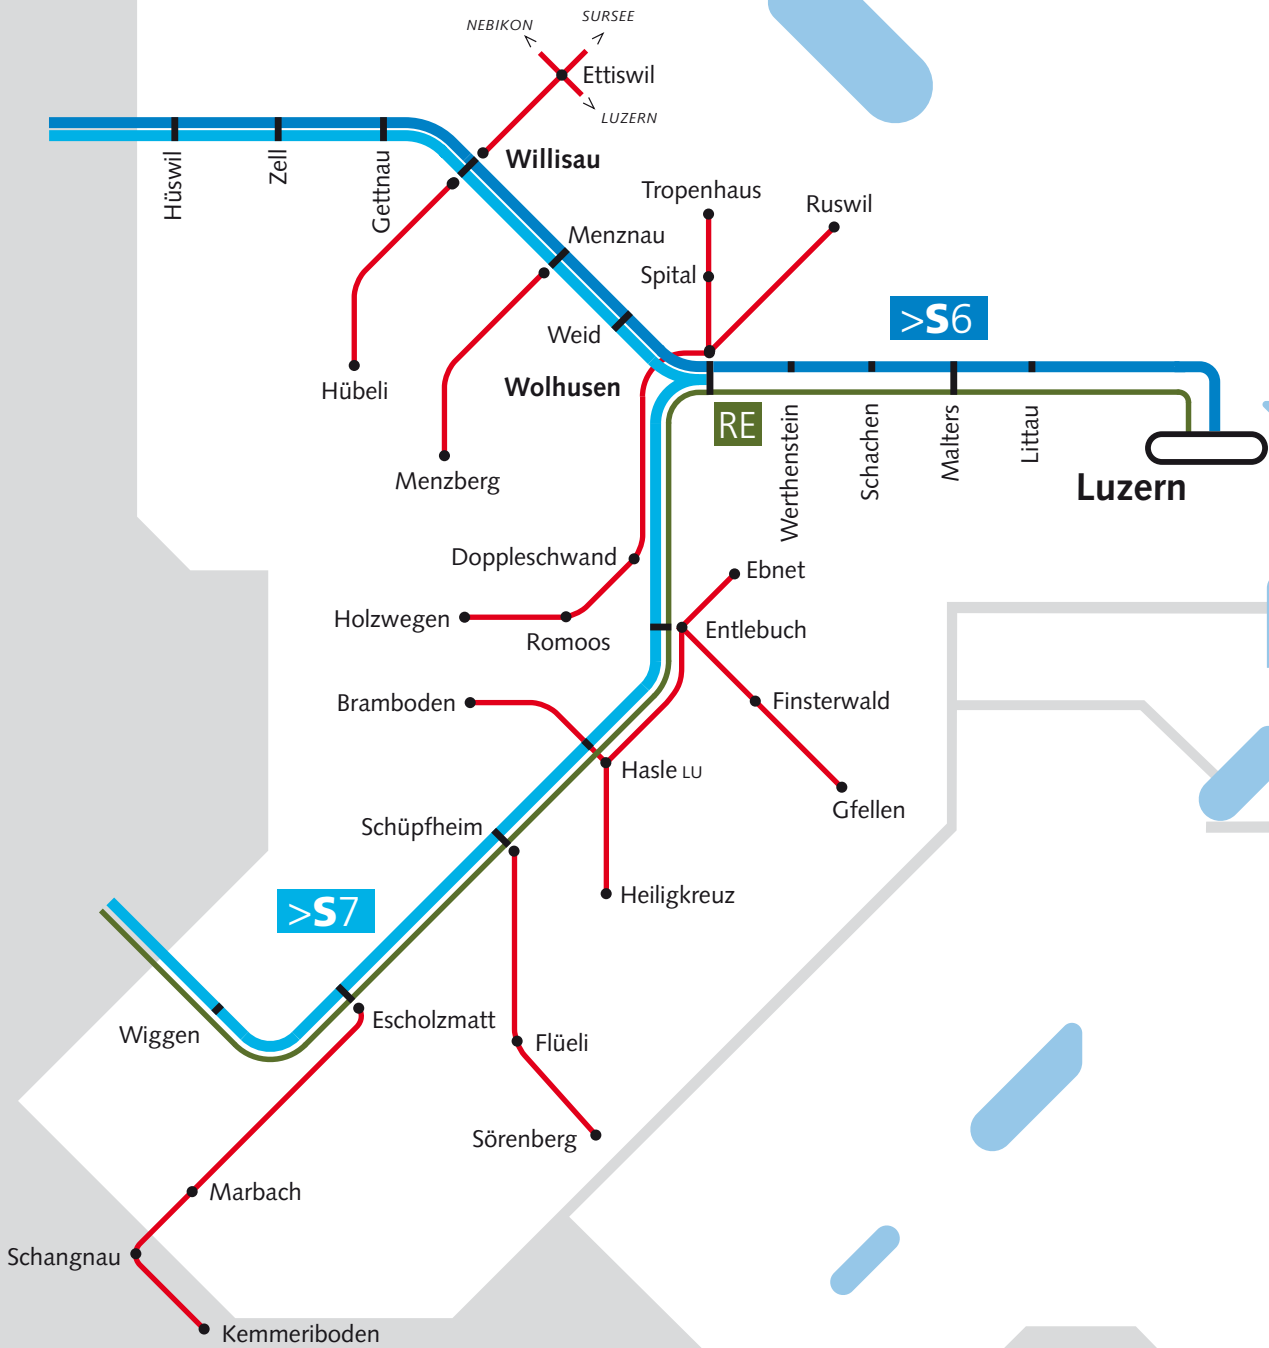 NEBIKON
SURSEE
Ettiswil
LUZERN
Hüswil
Zell
Gettnau
Willisau
Tropenhaus
Ruswil
Menznau
Spital
Weid
>S6
Hübeli
Wolhusen
RE
Werthenstein
Schachen
Malters
Littau
Luzern
Menzberg
Doppleschwand
Ebnet
Holzwegen
Romoos
Entlebuch
Bramboden
Finsterwald
Hasle LU
Gfellen
Schüpfheim
Heiligkreuz
>S7
Wiggen
Escholzmatt
Flüeli
Sörenberg
Marbach
Schangnau
Kemmeriboden